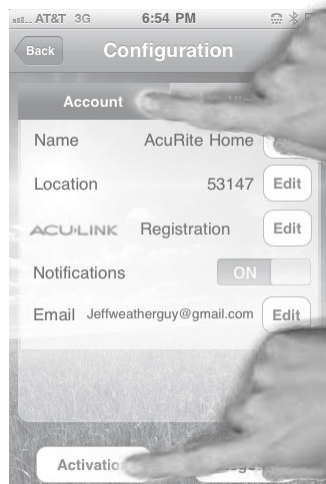 AT&T 3G 6:54 PM
Back Configuration
Account
Name AcuRite Home
Location 53147 Edit
ACU-LINK Registration Edit
Notifications ON
Email Jeffweatherguy@gmail.com Edit